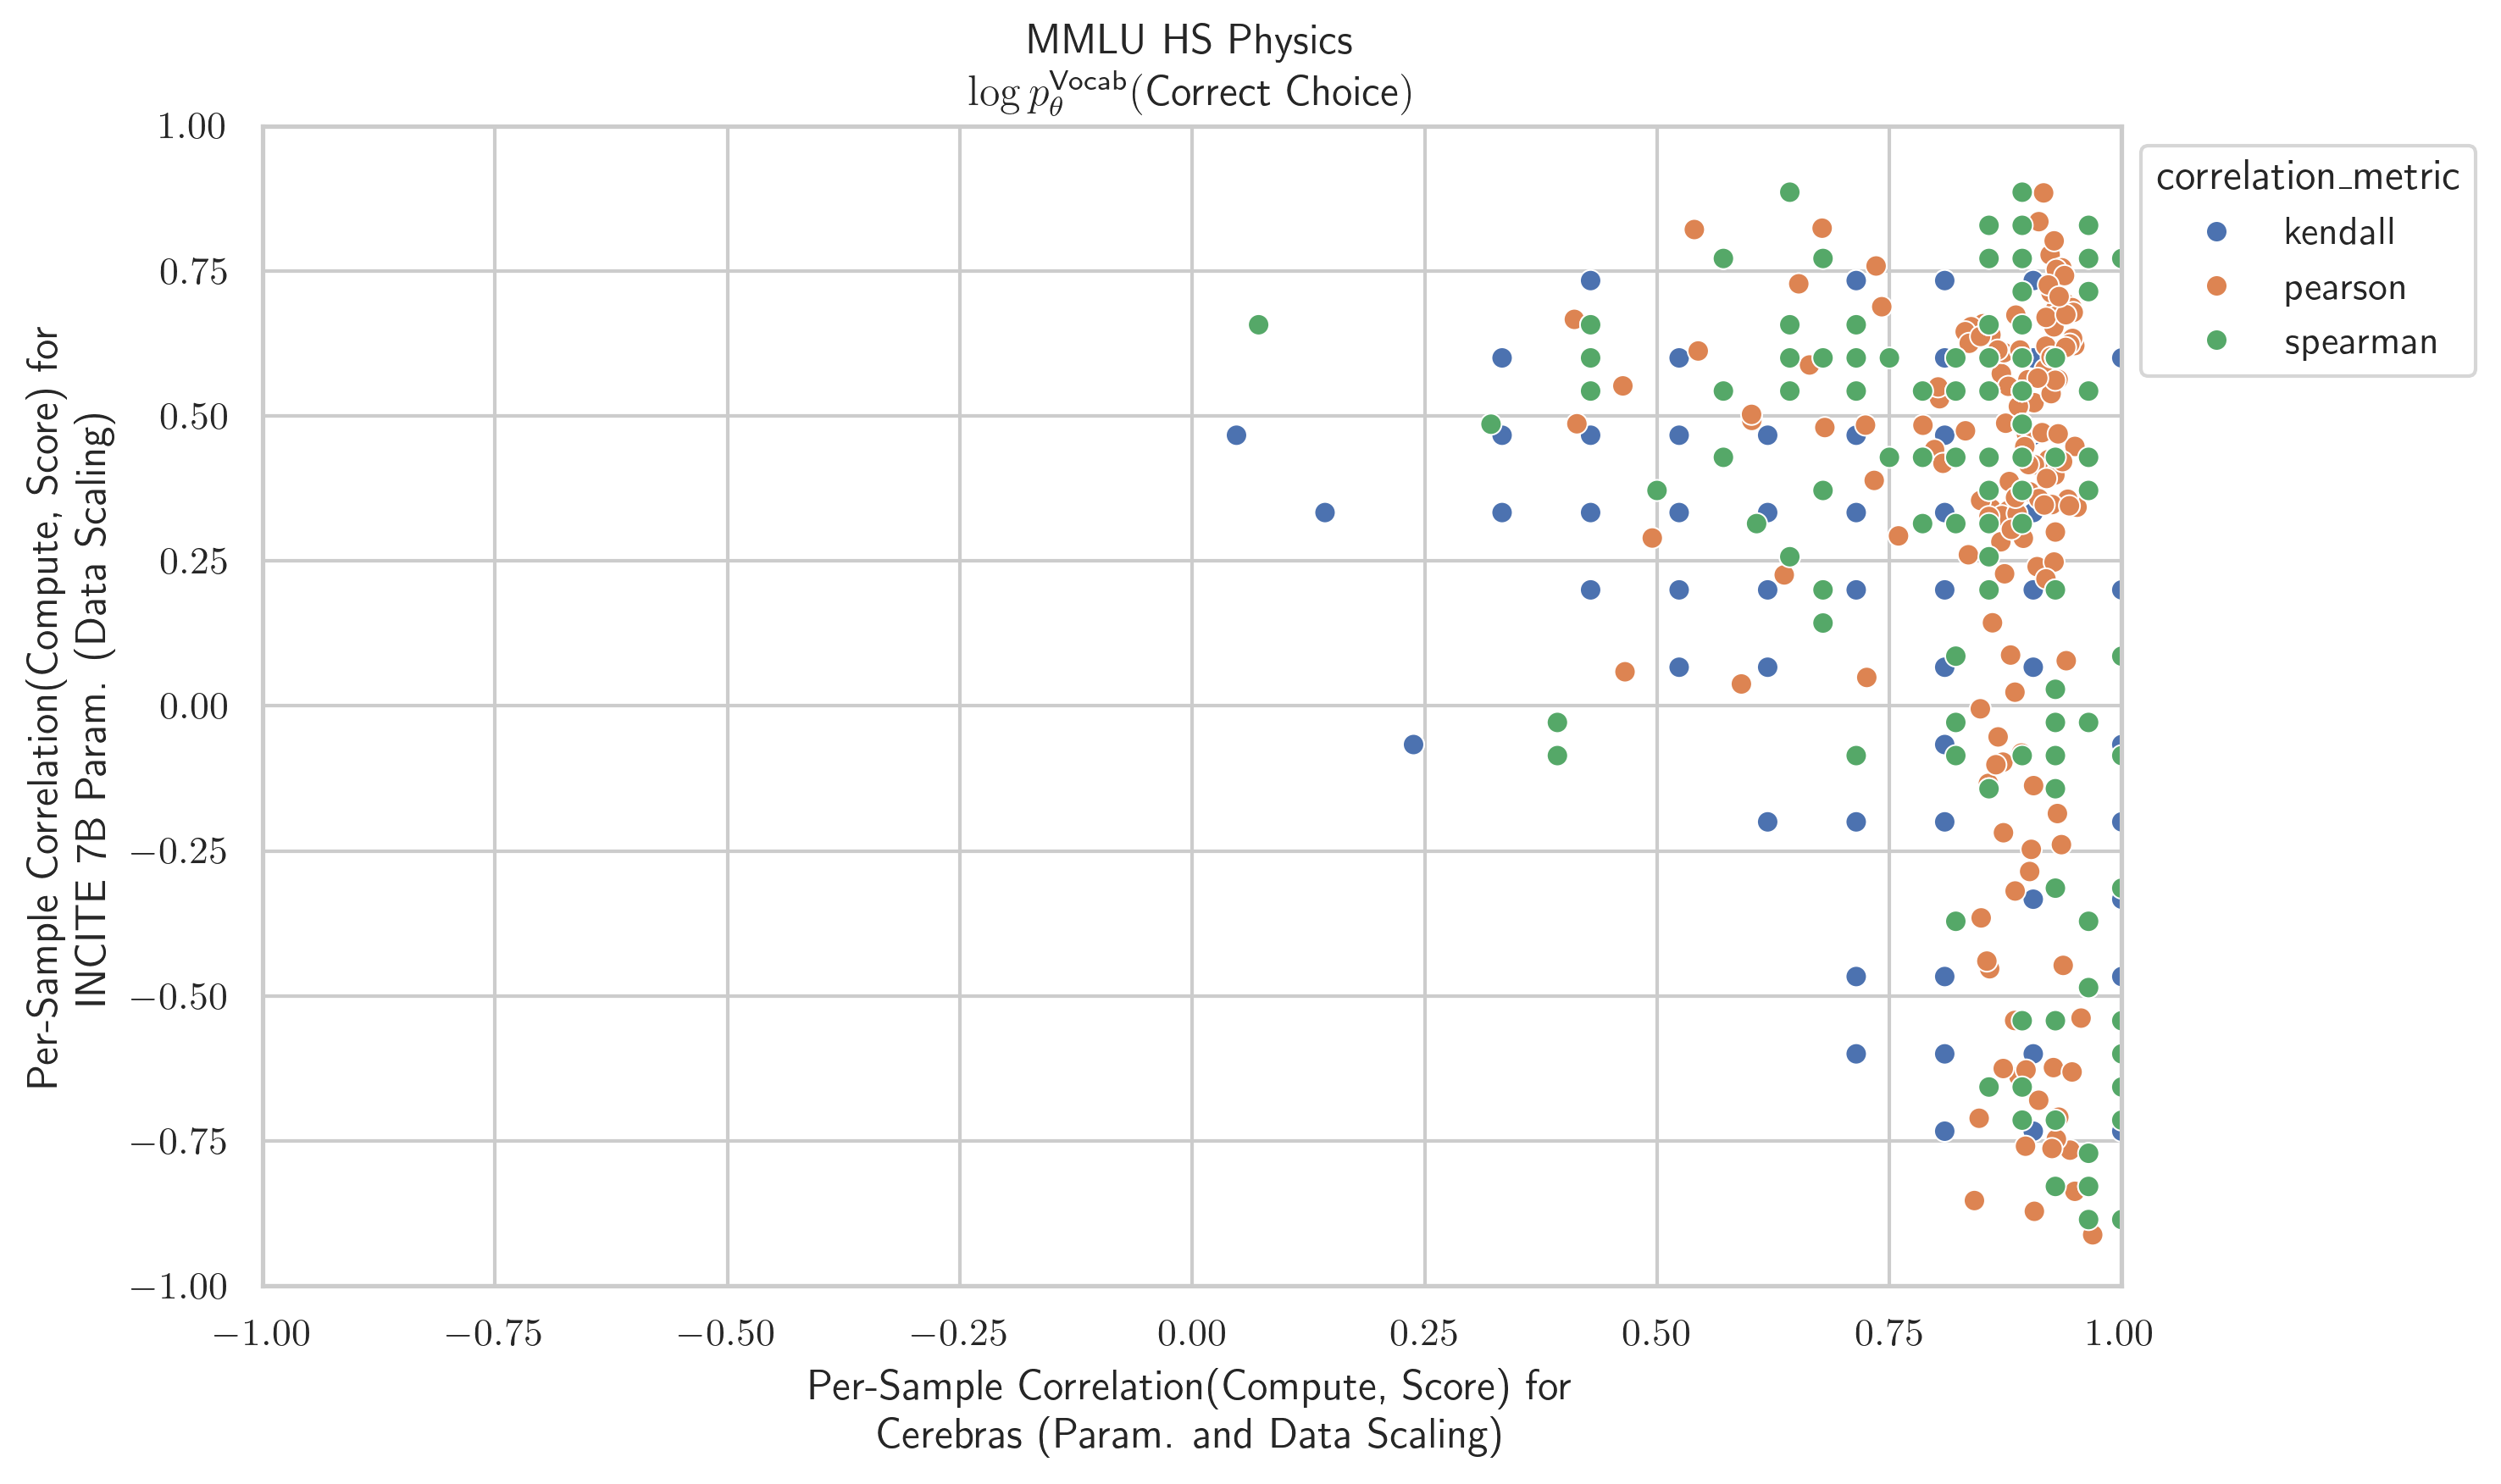 MMLU HS Physics
log p_θ^Vocab(Correct Choice)
Per-Sample Correlation(Compute, Score) for
INCITE 7B Param. (Data Scaling)
1.00
0.75
0.50
0.25
0.00
−0.25
−0.50
−0.75
−1.00
−1.00 −0.75 −0.50 −0.25 0.00 0.25 0.50 0.75 1.00
Per-Sample Correlation(Compute, Score) for
Cerebras (Param. and Data Scaling)
correlation_metric
kendall
pearson
spearman